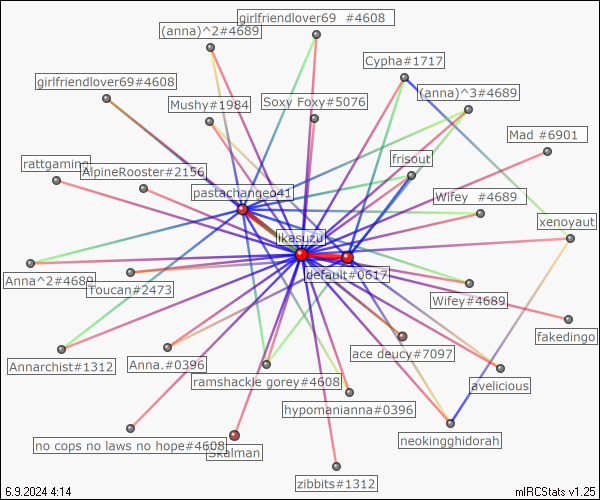 girlfriendlover69 #4608
(anna)^2#4689
Cypha#1717
girlfriendlover69#4608
(anna)^3#4689
Mushy#1984
Soxy Foxy#5076
Mad #6901
frisout
rattgaming
AlpineRooster#2156
pastachangeo41
Wifey #4689
xenoyaut
likasuzu
default#0617
Anna^2#4689
Toucan#2473
Wifey#4689
fakedingo
ace deucy#7097
Annarchist#1312
Anna.#0396
ramshackle gorey#4608
avelicious
hypomanianna#0396
no cops no laws no hope#4608
Skalman
neokingghidorah
zibbits#1312
6.9.2024 4:14
mIRCStats v1.25